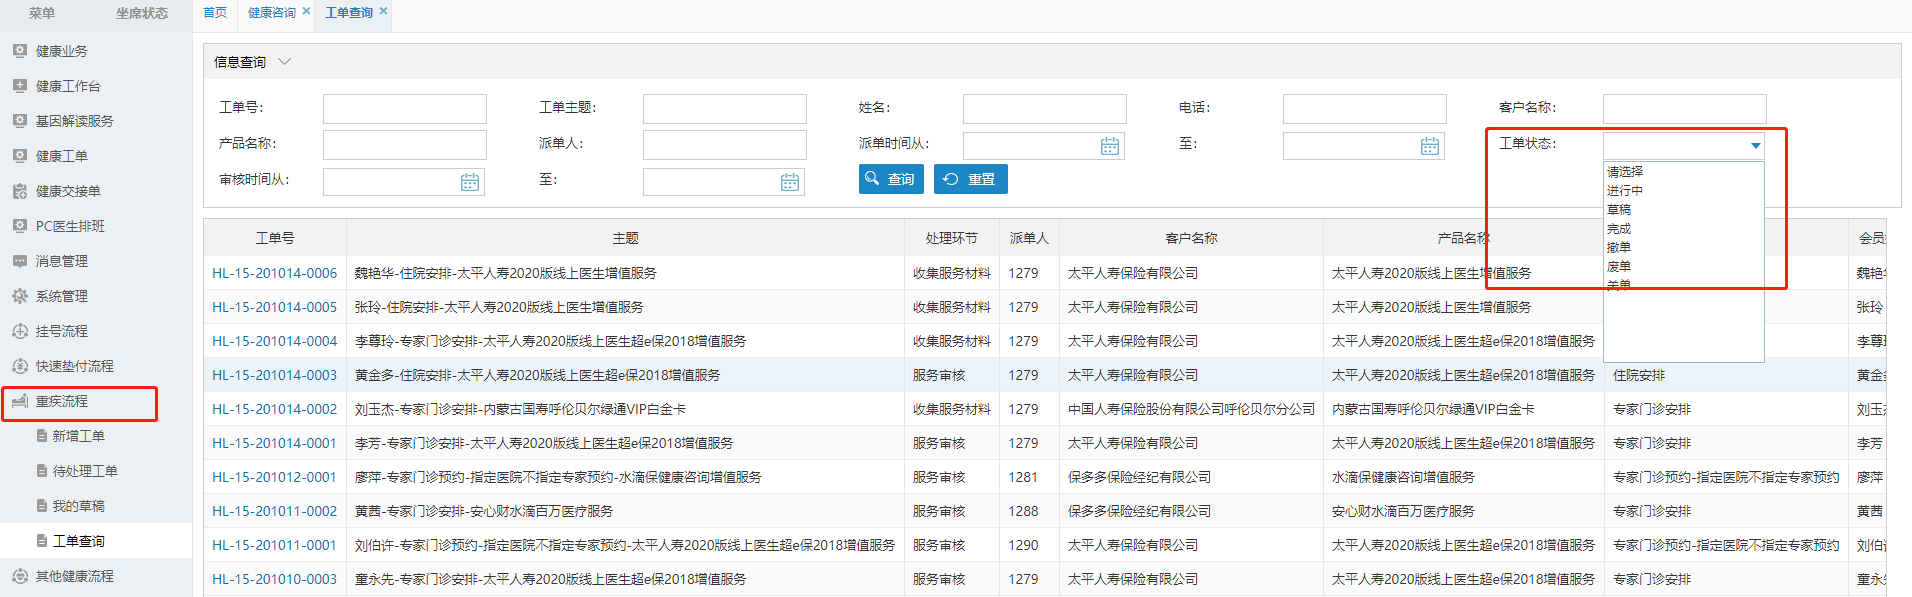 菜单 坐席状态
首页 健康咨询 工单查询
健康业务
健康工作台
基因解读服务
健康工单
健康交接单
PC医生排班
消息管理
系统管理
挂号流程
快速垫付流程
重疾流程
新增工单
待处理工单
我的草稿
工单查询
其他健康流程
信息查询
工单号： 工单主题： 姓名： 电话： 客户名称：
产品名称： 派单人： 派单时间从： 至： 工单状态：
审核时间从： 至： 查询 重置
请选择
进行中
草稿
完成
撤单
废单
关单
工单号 主题 处理环节 派单人 客户名称 产品名称
HL-15-201014-0006 魏艳华-住院安排-太平人寿2020版线上医生增值服务 收集服务材料 1279 太平人寿保险有限公司 太平人寿2020版线上医生增值服务
HL-15-201014-0005 张玲-住院安排-太平人寿2020版线上医生增值服务 收集服务材料 1279 太平人寿保险有限公司 太平人寿2020版线上医生增值服务 张玲
HL-15-201014-0004 李尊玲-专家门诊安排-太平人寿2020版线上医生超e保2018增值服务 收集服务材料 1279 太平人寿保险有限公司 太平人寿2020版线上医生超e保2018增值服务
HL-15-201014-0003 黄金多-住院安排-太平人寿2020版线上医生超e保2018增值服务 服务审核 1279 太平人寿保险有限公司 太平人寿2020版线上医生超e保2018增值服务 住院安排
HL-15-201014-0002 刘玉杰-专家门诊安排-内蒙古国寿呼伦贝尔绿通VIP白金卡 收集服务材料 1279 中国人寿保险股份有限公司呼伦贝尔分公司 内蒙古国寿呼伦贝尔绿通VIP白金卡 专家门诊安排
HL-15-201014-0001 李芳-专家门诊安排-太平人寿2020版线上医生超e保2018增值服务 服务审核 1279 太平人寿保险有限公司 太平人寿2020版线上医生超e保2018增值服务 专家门诊安排 李芳
HL-15-201012-0001 廖萍-专家门诊预约-指定医院不指定专家预约-水滴保健康咨询增值服务 服务审核 1281 保多多保险经纪有限公司 水滴保健康咨询增值服务 专家门诊预约-指定医院不指定专家预约 廖萍
HL-15-201011-0002 黄茜-专家门诊安排-安心财水滴百万医疗服务 服务审核 1288 保多多保险经纪有限公司 安心财水滴百万医疗服务 专家门诊安排 黄茜
HL-15-201011-0001 刘伯许-专家门诊预约-指定医院不指定专家预约-太平人寿2020版线上医生超e保2018增值服务 服务审核 1290 太平人寿保险有限公司 太平人寿2020版线上医生超e保2018增值服务 专家门诊预约-指定医院不指定专家预约
HL-15-201010-0003 童永先-专家门诊安排-太平人寿2020版线上医生超e保2018增值服务 服务审核 1279 太平人寿保险有限公司 太平人寿2020版线上医生超e保2018增值服务 专家门诊安排